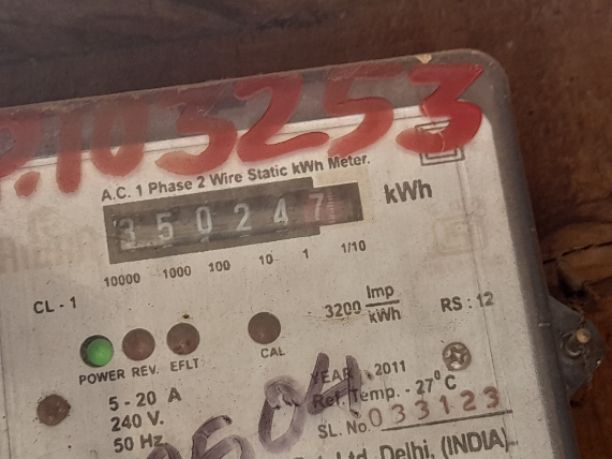 P.103253
A.C. 1 Phase 2 Wire Static kWh Meter.
350247 kWh
10000 1000 100 10 1 1/10
CL - 1
3200 Imp/kWh
RS : 12
POWER REV. EFLT CAL
YEAR - 2011
5 - 20 A
Ref. Temp. - 27°C
240 V.
SL. No. 033123
50 Hz.
Ltd. Delhi, (INDIA)